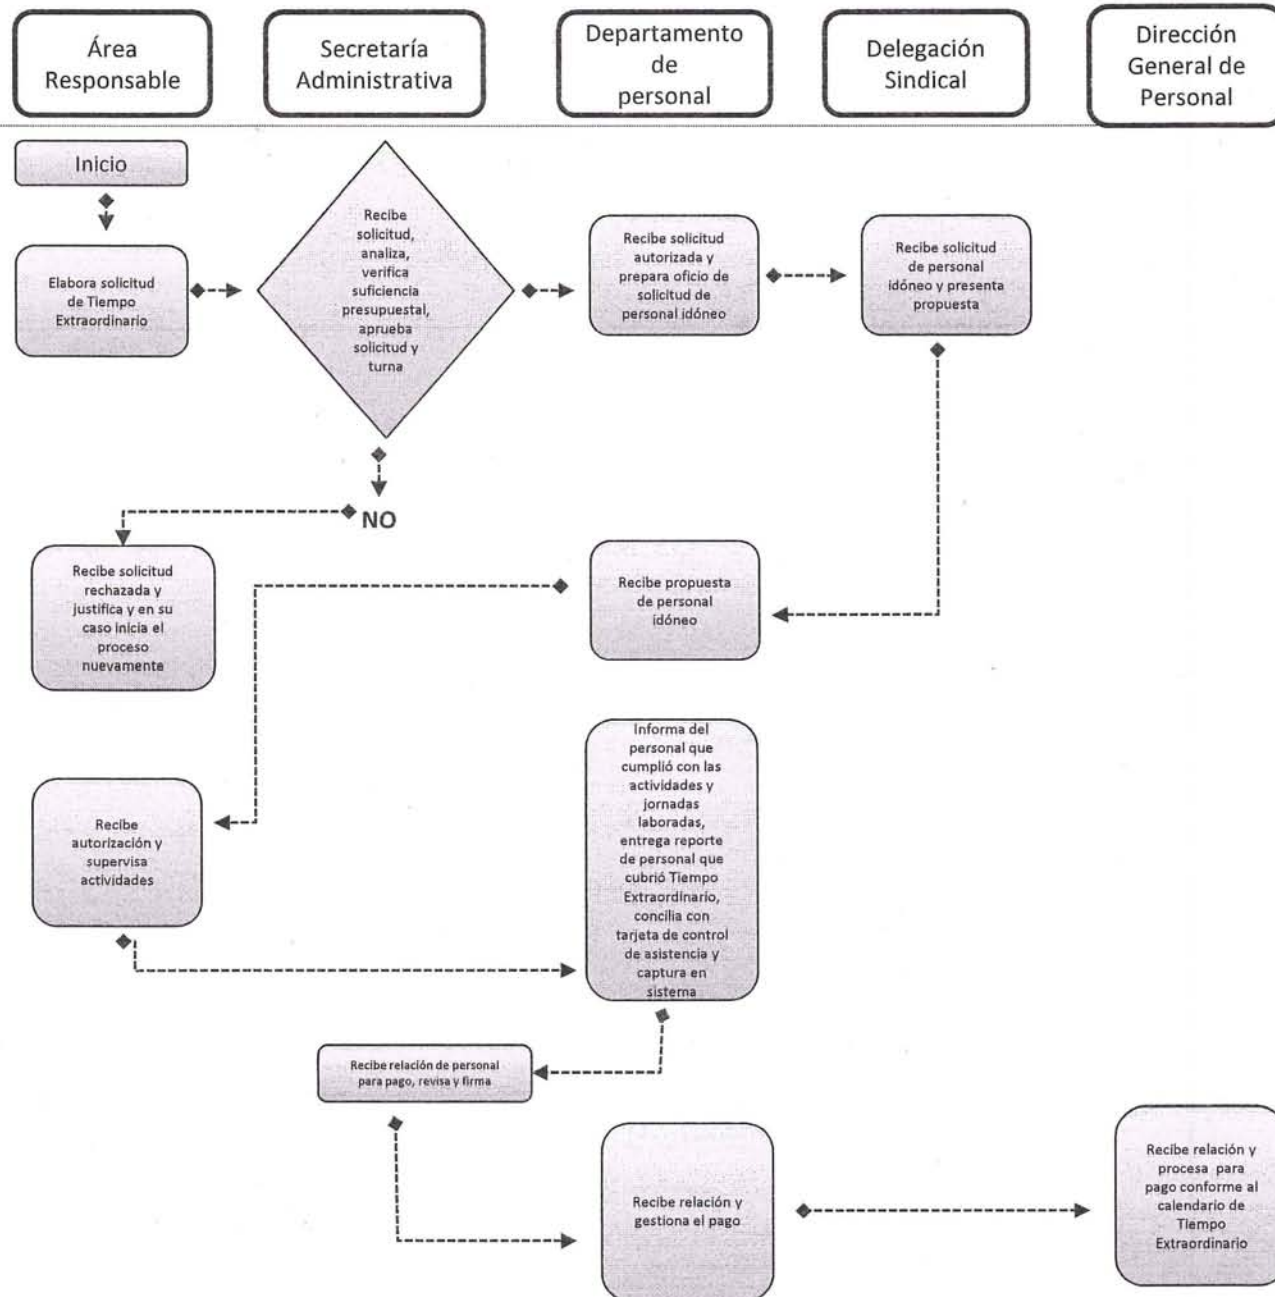 Área
Responsable
Secretaría
Administrativa
Departamento
de
personal
Delegación
Sindical
Dirección
General de
Personal
Inicio
Elabora solicitud
de Tiempo
Extraordinario
Recibe
solicitud,
analiza,
verifica
suficiencia
presupuestal,
aprueba
solicitud y
turna
Recibe solicitud
autorizada y
prepara oficio de
solicitud de
personal idóneo
Recibe solicitud
de personal
idóneo y presenta
propuesta
NO
Recibe solicitud
rechazada y
justifica y en su
caso inicia el
proceso
nuevamente
Recibe propuesta
de personal
idóneo
Recibe
autorización y
supervisa
actividades
Informa del
personal que
cumplió con las
actividades y
jornadas
laboradas,
entrega reporte
de personal que
cubrió Tiempo
Extraordinario,
concilia con
tarjeta de control
de asistencia y
captura en
sistema
Recibe relación de personal
para pago, revisa y firma
Recibe relación y
gestiona el pago
Recibe relación y
procesa para
pago conforme al
calendario de
Tiempo
Extraordinario